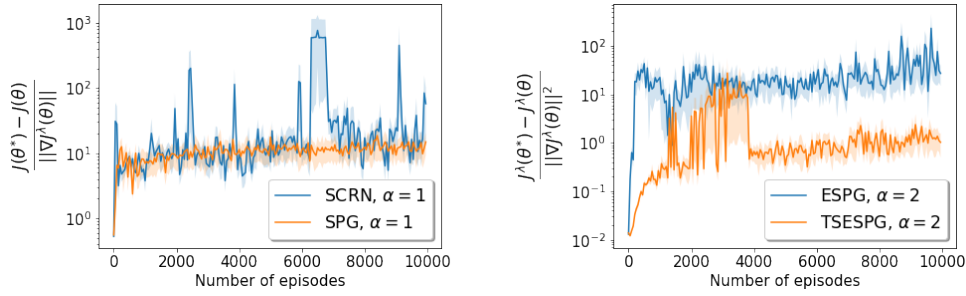 10³
10²
10¹
10⁰
J(θ*) − J(θ)
||∇J^λ(θ)||
SCRN, α = 1
SPG, α = 1
0 2000 4000 6000 8000 10000
Number of episodes
10²
10¹
10⁰
10⁻¹
10⁻²
J^λ(θ*) − J^λ(θ)
||∇J^λ(θ)||²
ESPG, α = 2
TSESPG, α = 2
0 2000 4000 6000 8000 10000
Number of episodes